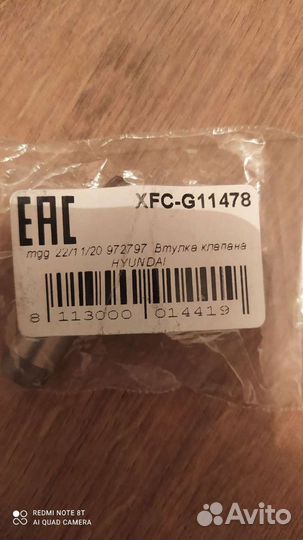 EAC
XFC-G11478
mgg 22/11/20 972797 Втулка клапана
HYUNDAI
8 113000 014419
REDMI NOTE 8T
AI QUAD CAMERA
Avito